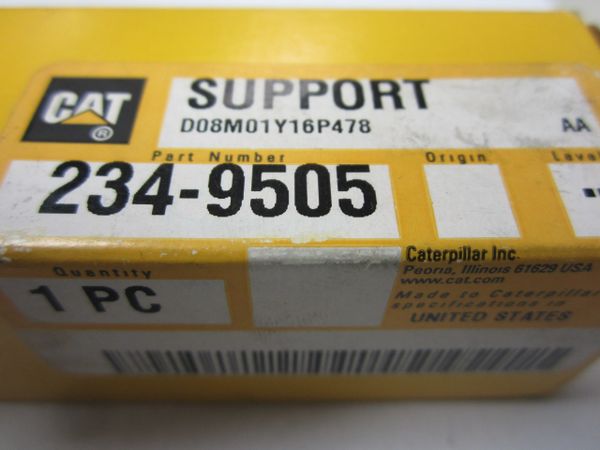 CAT®
SUPPORT
D08M01Y16P478
AA
Part Number
Origin
234-9505
Quantity
1 PC
Caterpillar Inc.
Peoria, Illinois 61629 USA
www.cat.com
Made to Caterpillar
specifications in
UNITED STATES